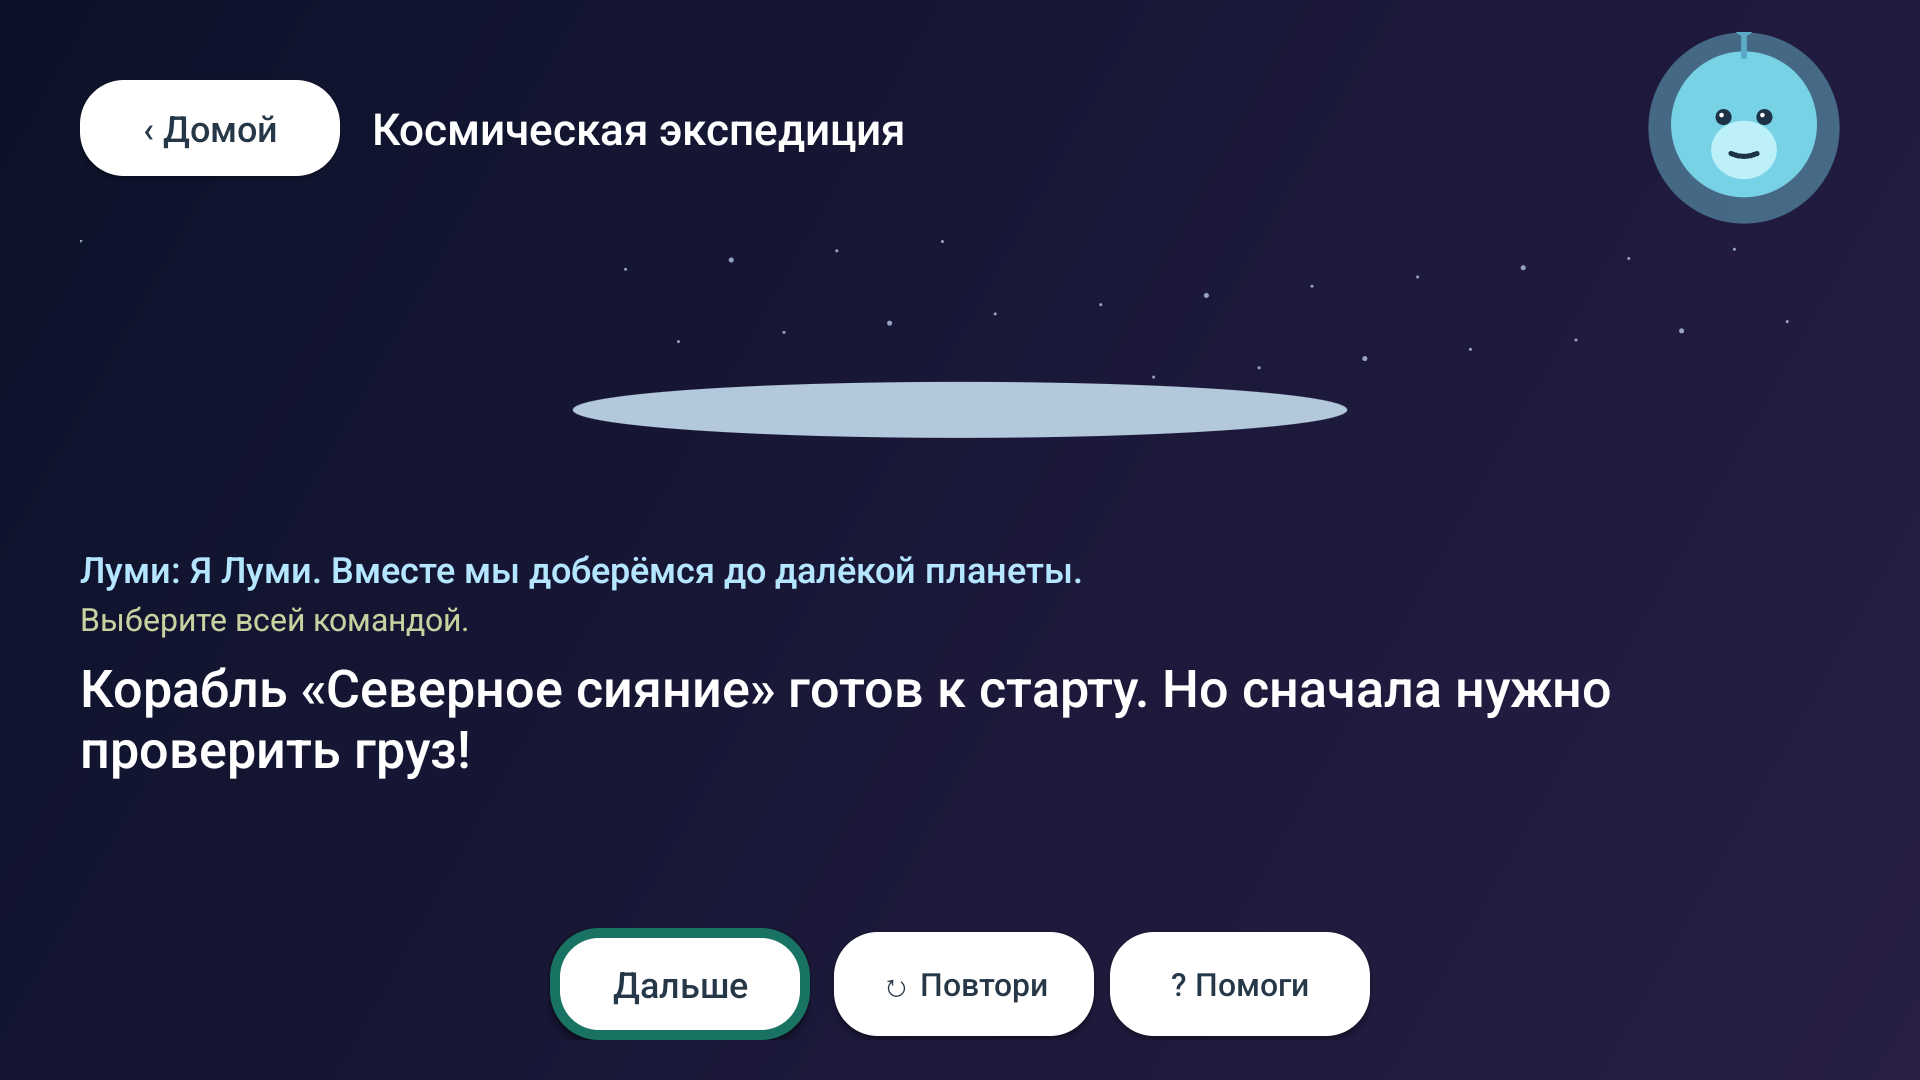 ‹ Домой
Космическая экспедиция
Луми: Я Луми. Вместе мы доберёмся до далёкой планеты.
Выберите всей командой.
Корабль «Северное сияние» готов к старту. Но сначала нужно
проверить груз!
Дальше
↻ Повтори
? Помоги